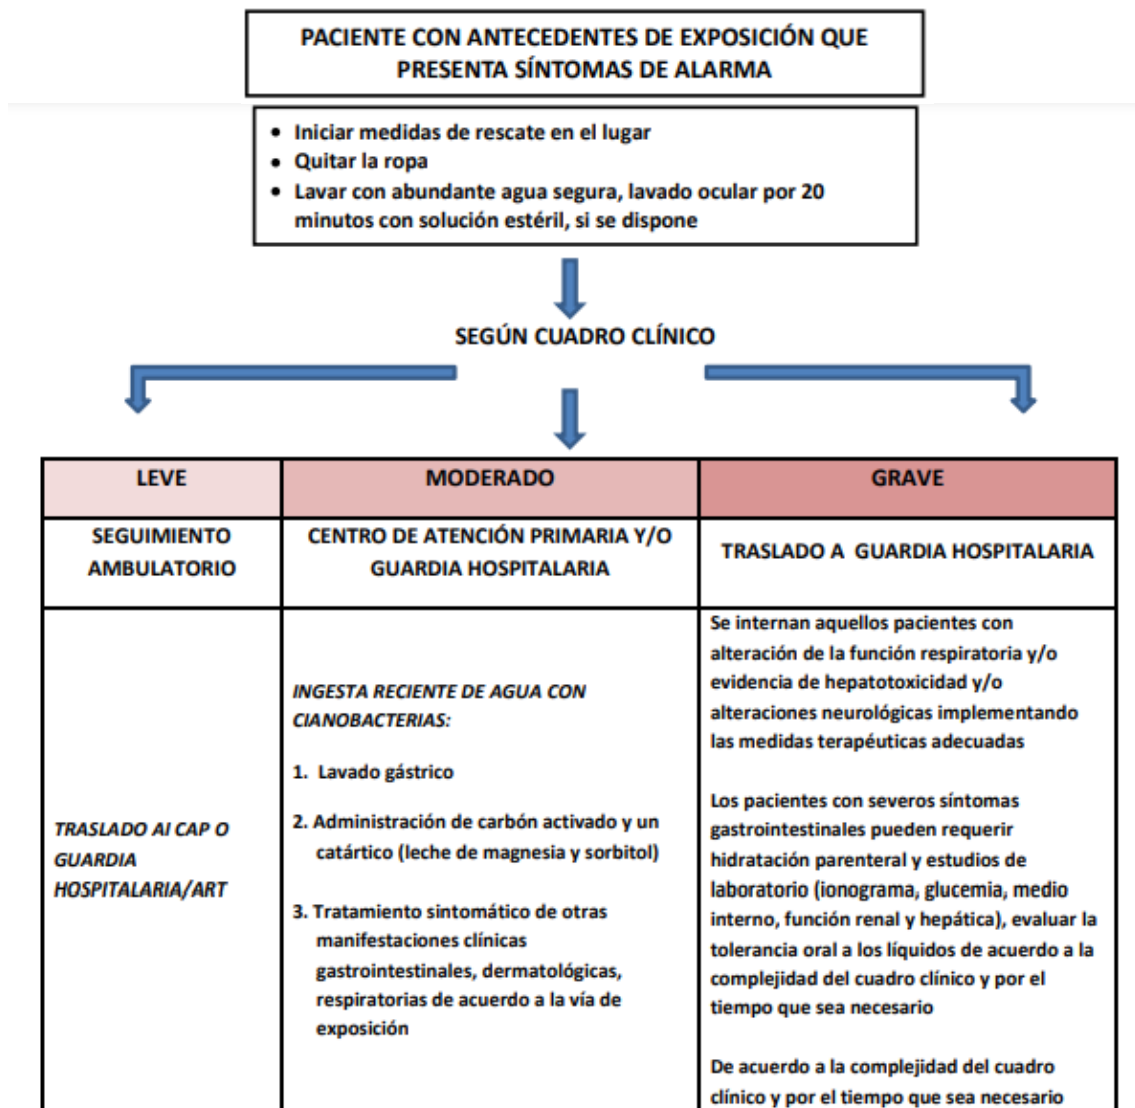 PACIENTE CON ANTECEDENTES DE EXPOSICIÓN QUE
PRESENTA SÍNTOMAS DE ALARMA
• Iniciar medidas de rescate en el lugar
• Quitar la ropa
• Lavar con abundante agua segura, lavado ocular por 20
minutos con solución estéril, si se dispone
SEGÚN CUADRO CLÍNICO
LEVE
MODERADO
GRAVE
SEGUIMIENTO
AMBULATORIO
CENTRO DE ATENCIÓN PRIMARIA Y/O
GUARDIA HOSPITALARIA
TRASLADO A GUARDIA HOSPITALARIA
TRASLADO AI CAP O
GUARDIA
HOSPITALARIA/ART
INGESTA RECIENTE DE AGUA CON
CIANOBACTERIAS:
1. Lavado gástrico
2. Administración de carbón activado y un
catártico (leche de magnesia y sorbitol)
3. Tratamiento sintomático de otras
manifestaciones clínicas
gastrointestinales, dermatológicas,
respiratorias de acuerdo a la vía de
exposición
Se internan aquellos pacientes con
alteración de la función respiratoria y/o
evidencia de hepatotoxicidad y/o
alteraciones neurológicas implementando
las medidas terapéuticas adecuadas
Los pacientes con severos síntomas
gastrointestinales pueden requerir
hidratación parenteral y estudios de
laboratorio (ionograma, glucemia, medio
interno, función renal y hepática), evaluar la
tolerancia oral a los líquidos de acuerdo a la
complejidad del cuadro clínico y por el
tiempo que sea necesario
De acuerdo a la complejidad del cuadro
clínico y por el tiempo que sea necesario